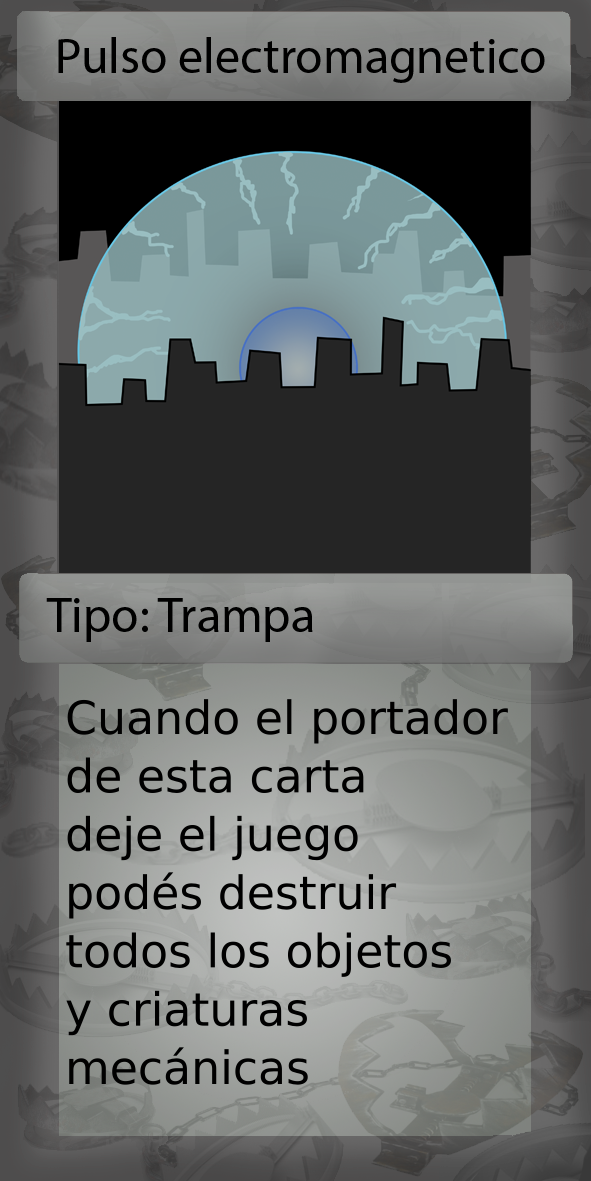 Pulso electromagnetico
Tipo: Trampa
Cuando el portador
de esta carta
deje el juego
podés destruir
todos los objetos
y criaturas
mecánicas